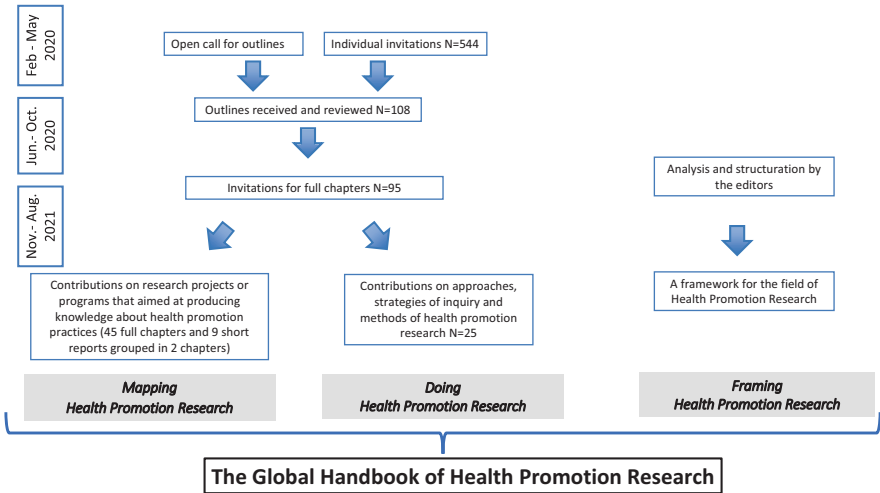 Feb - May
2020
Open call for outlines
Individual invitations N=544
Outlines received and reviewed N=108
Jun.- Oct.
2020
Invitations for full chapters N=95
Analysis and structuration by
the editors
Nov.- Aug.
2021
Contributions on research projects or
programs that aimed at producing
knowledge about health promotion
practices (45 full chapters and 9 short
reports grouped in 2 chapters)
Contributions on approaches,
strategies of inquiry and
methods of health promotion
research N=25
A framework for the field of
Health Promotion Research
Mapping
Health Promotion Research
Doing
Health Promotion Research
Framing
Health Promotion Research
The Global Handbook of Health Promotion Research